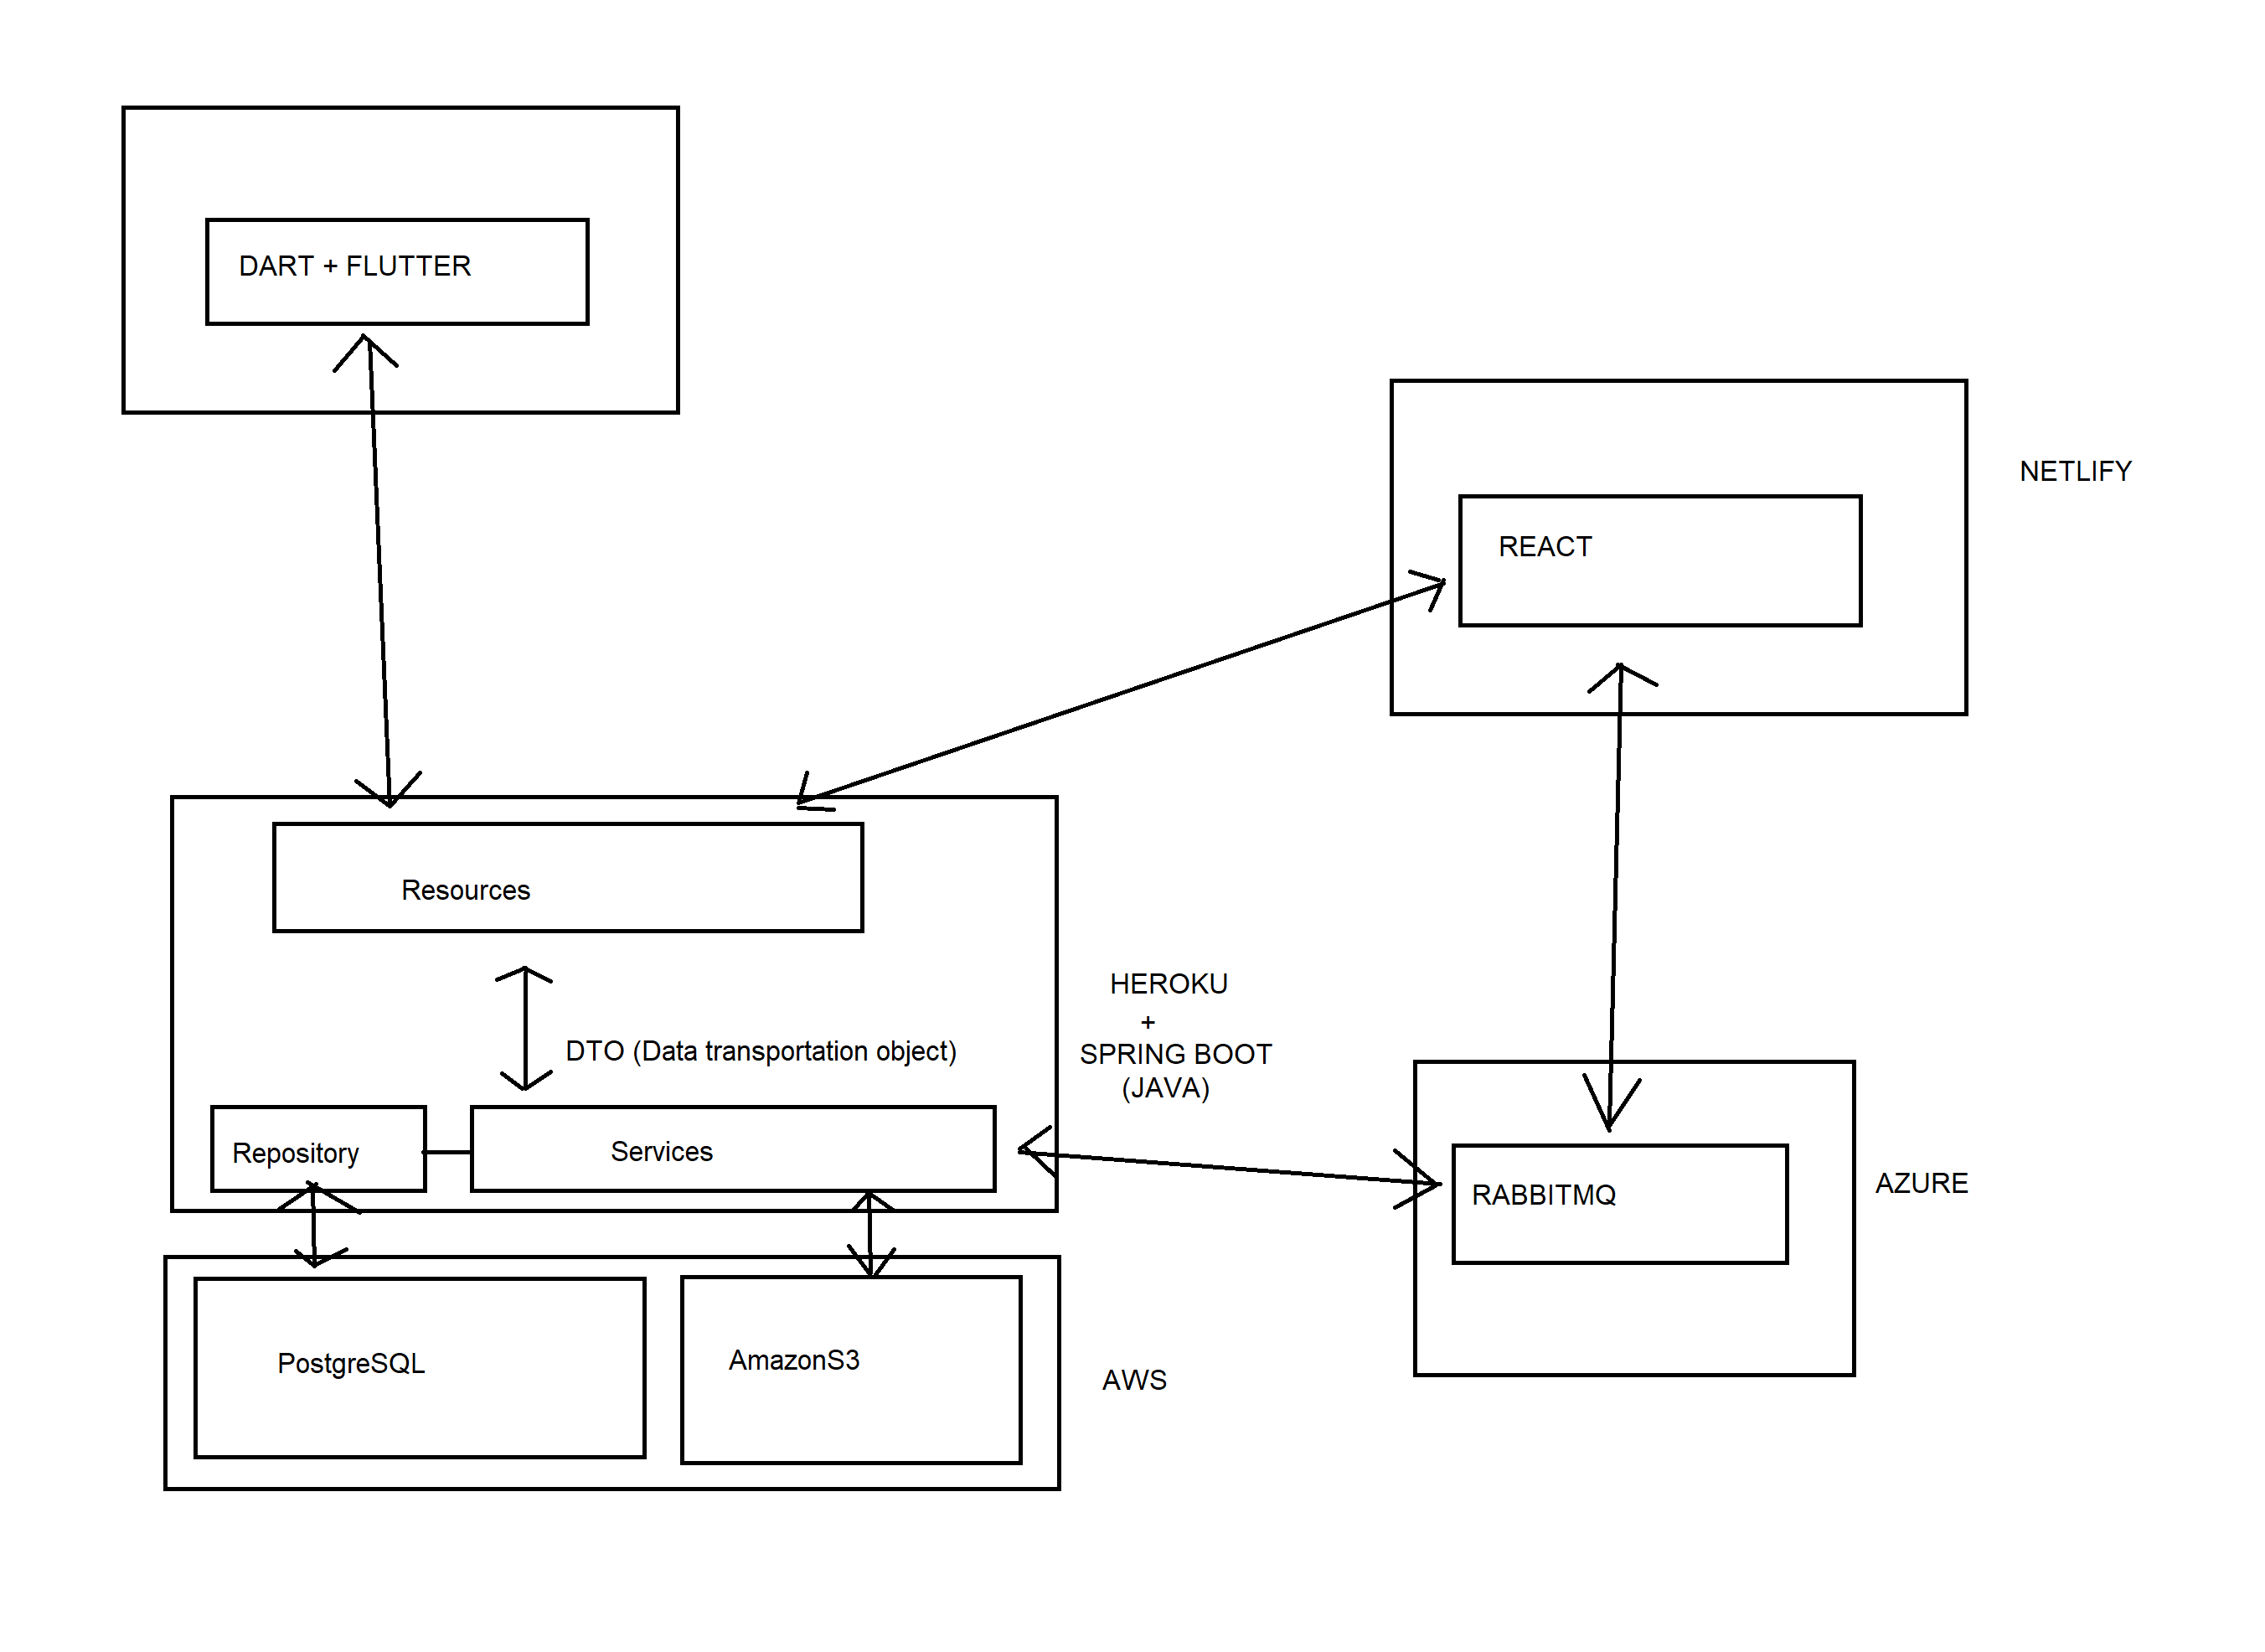 DART + FLUTTER
NETLIFY
REACT
Resources
HEROKU
+
SPRING BOOT
(JAVA)
DTO (Data transportation object)
Repository
Services
RABBITMQ
AZURE
PostgreSQL
AmazonS3
AWS